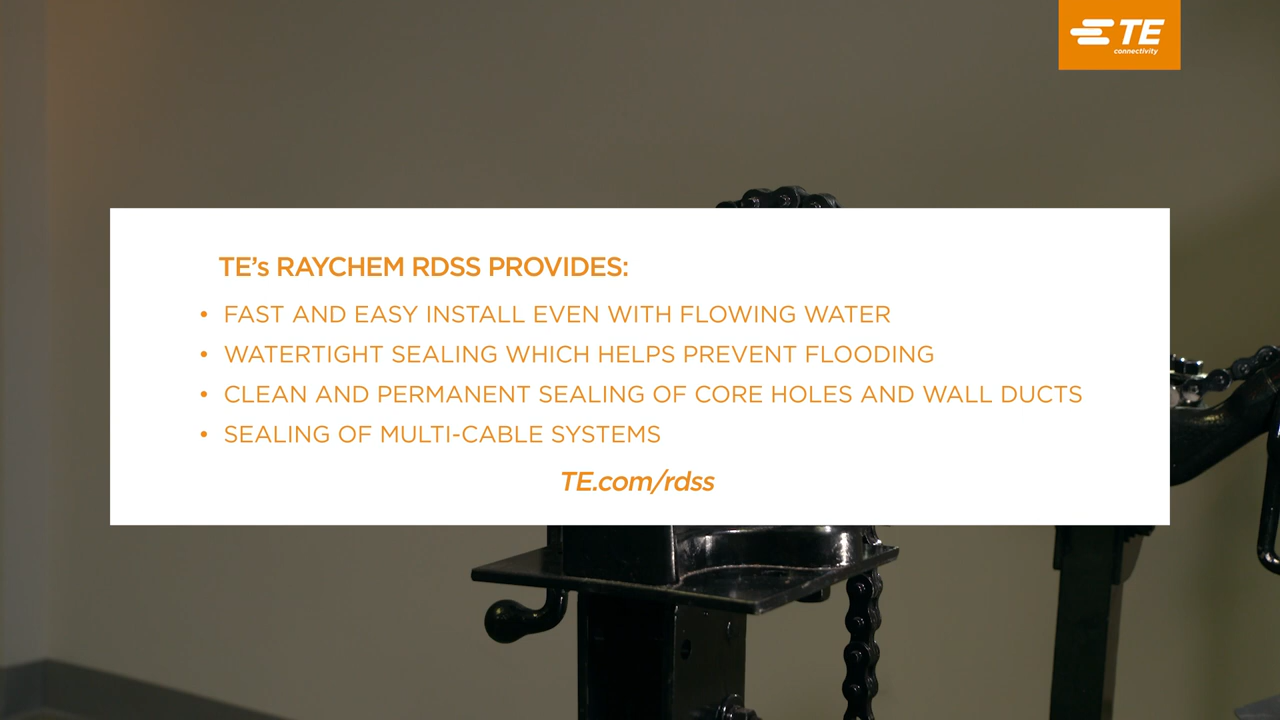 TE
connectivity
TE's RAYCHEM RDSS PROVIDES:
• FAST AND EASY INSTALL EVEN WITH FLOWING WATER
• WATERTIGHT SEALING WHICH HELPS PREVENT FLOODING
• CLEAN AND PERMANENT SEALING OF CORE HOLES AND WALL DUCTS
• SEALING OF MULTI-CABLE SYSTEMS
TE.com/rdss